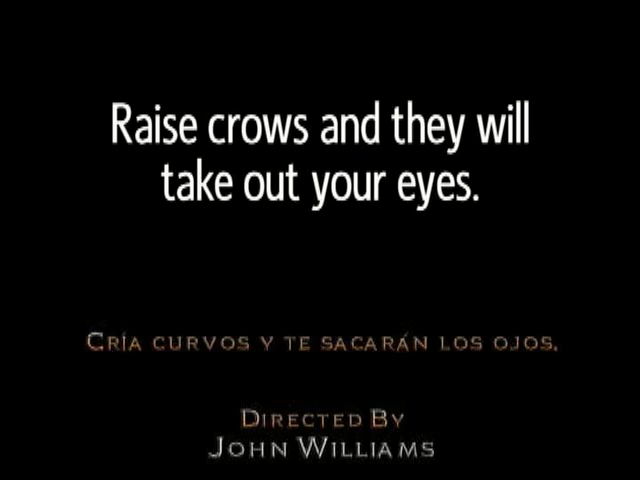 Raise crows and they will
take out your eyes.
CRÍA CURVOS Y TE SACARÁN LOS OJOS.
DIRECTED BY
JOHN WILLIAMS